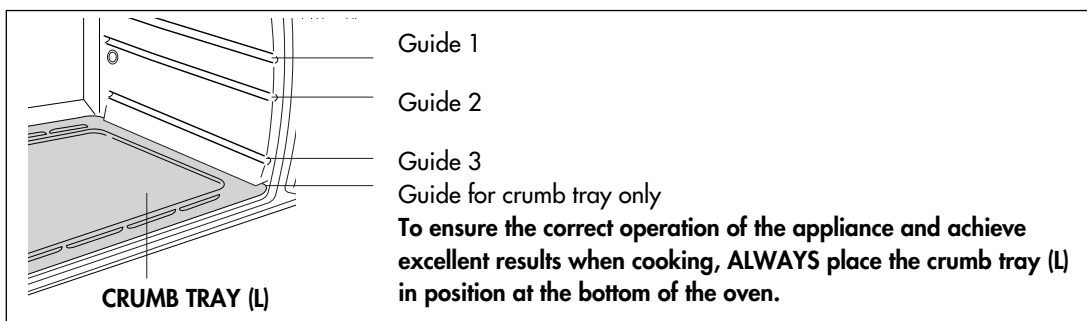 Guide 1
Guide 2
Guide 3
Guide for crumb tray only
To ensure the correct operation of the appliance and achieve
excellent results when cooking, ALWAYS place the crumb tray (L)
in position at the bottom of the oven.
CRUMB TRAY (L)